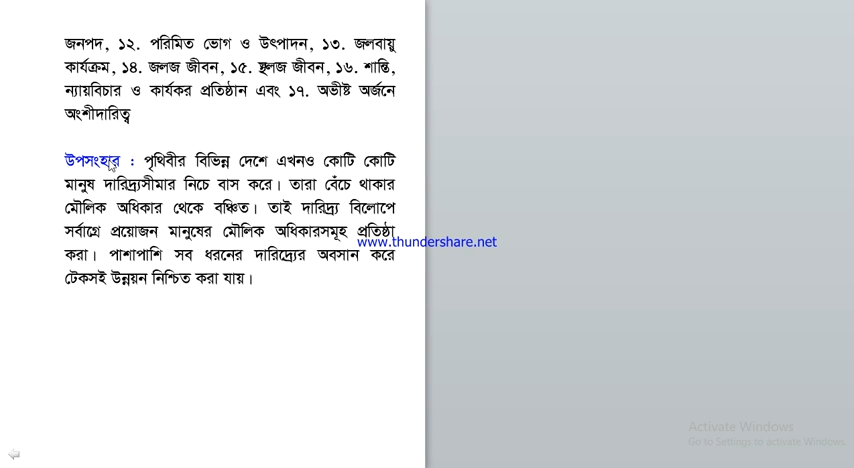 জনপদ, ১২. পরিমিত ভোগ ও উৎপাদন, ১৩. জলবায়ু
কার্যক্রম, ১৪. জলজ জীবন, ১৫. স্থলজ জীবন, ১৬. শান্তি,
ন্যায়বিচার ও কার্যকর প্রতিষ্ঠান এবং ১৭. অভীষ্ট অর্জনে
অংশীদারিত্ব
উপসংহার : পৃথিবীর বিভিন্ন দেশে এখনও কোটি কোটি
মানুষ দারিদ্র্যসীমার নিচে বাস করে। তারা বেঁচে থাকার
মৌলিক অধিকার থেকে বঞ্চিত। তাই দারিদ্র্য বিলোপে
সর্বাগ্রে প্রয়োজন মানুষের মৌলিক অধিকারসমূহ প্রতিষ্ঠা
www.thundershare.net
করা। পাশাপাশি সব ধরনের দারিদ্র্যের অবসান করে
টেকসই উন্নয়ন নিশ্চিত করা যায়।
Activate Windows
Go to Settings to activate Windows.